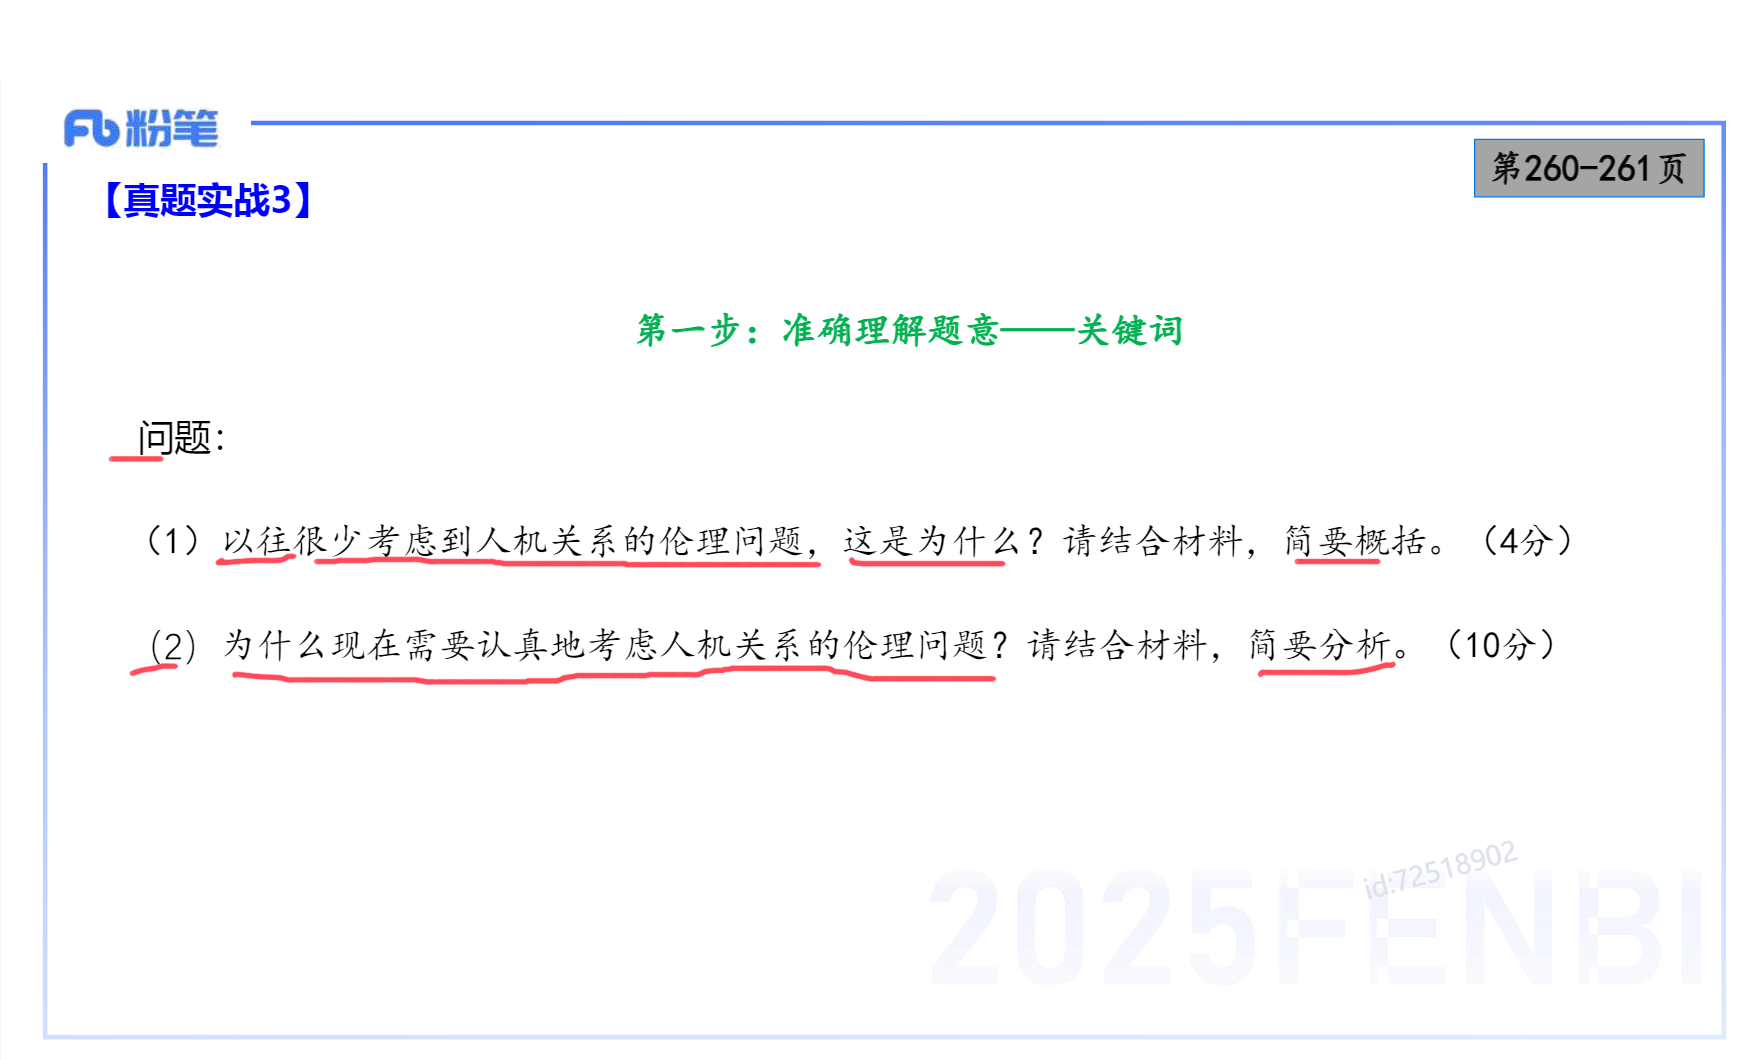 粉笔
第260-261页
【真题实战3】
第一步：准确理解题意——关键词
问题：
（1）以往很少考虑到人机关系的伦理问题，这是为什么？请结合材料，简要概括。（4分）
（2）为什么现在需要认真地考虑人机关系的伦理问题？请结合材料，简要分析。（10分）
id:72518902
2025FENBI